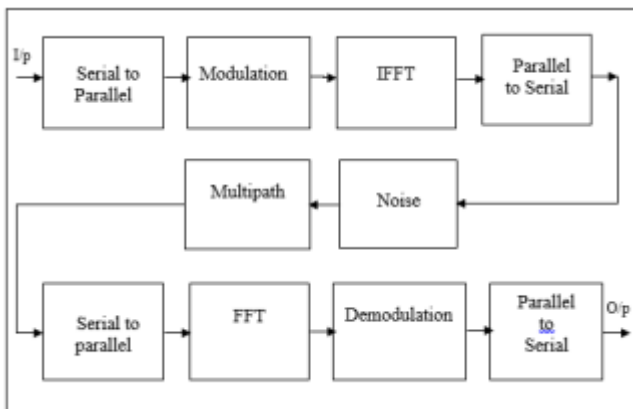 I/p
Serial to
Parallel
Modulation
IFFT
Parallel
to Serial
Multipath
Noise
Serial to
parallel
FFT
Demodulation
Parallel
to
Serial
O/p